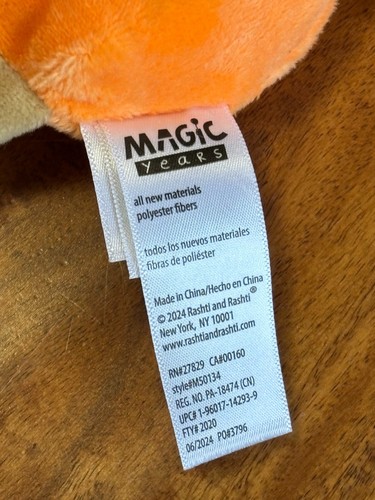 MAGIC
years
all new materials
polyester fibers
todos los nuevos materiales
fibras de poliéster
Made in China/Hecho en China
© 2024 Rashti and Rashti®
New York, NY 10001
www.rashtiandrashti.com
RN#27829 CA#00160
style#M50134
REG. NO. PA-18474 (CN)
UPC# 1-96017-14293-9
FTY# 2020
06/2024 PO#3796